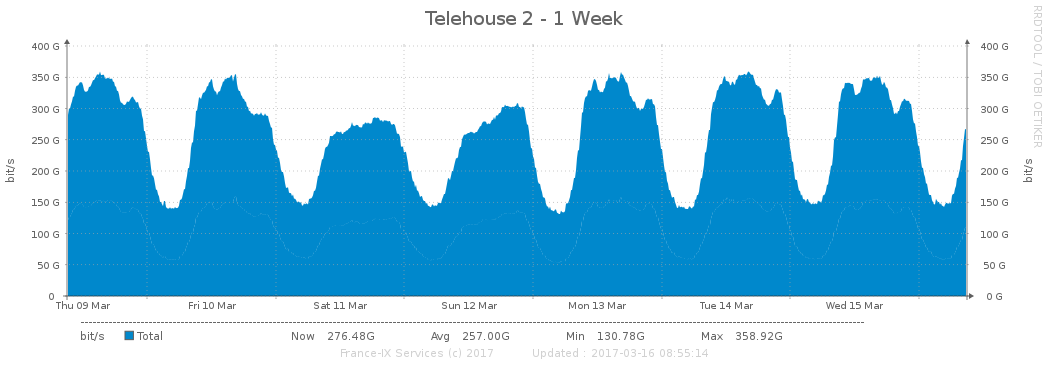 Telehouse 2 - 1 Week
RRDTOOL / TOBI OETIKER
400 G 400 G
350 G 350 G
300 G 300 G
250 G 250 G
200 G 200 G
150 G 150 G
100 G 100 G
50 G 50 G
0 0 G
bit/s bit/s
Thu 09 Mar Fri 10 Mar Sat 11 Mar Sun 12 Mar Mon 13 Mar Tue 14 Mar Wed 15 Mar
bit/s Total Now 276.48G Avg 257.00G Min 130.78G Max 358.92G
France-IX Services (c) 2017 Updated : 2017-03-16 08:55:14